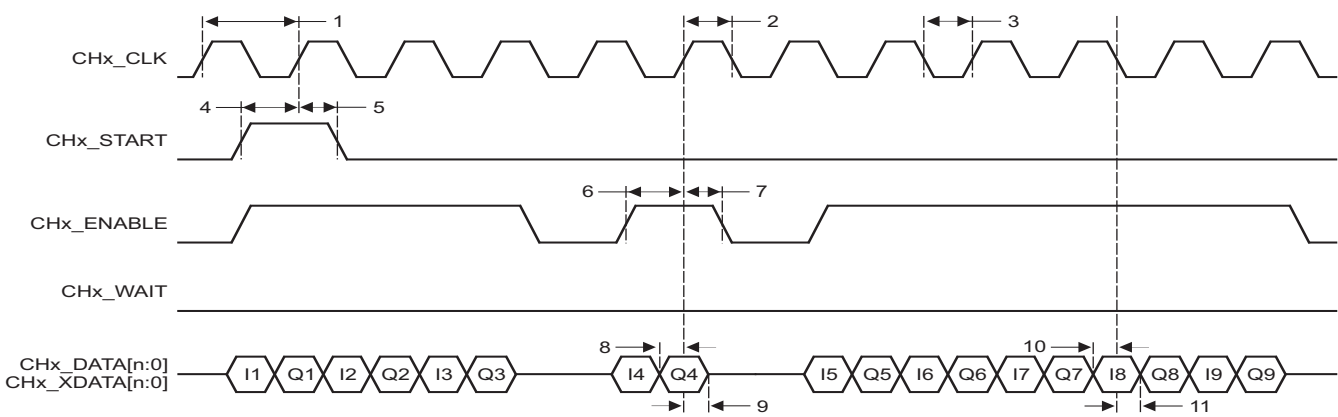 1 2 3
CHx_CLK
4 5
CHx_START
6 7
CHx_ENABLE
CHx_WAIT
8 10
CHx_DATA[n:0]
CHx_XDATA[n:0]
I1 Q1 I2 Q2 I3 Q3 I4 Q4 I5 Q5 I6 Q6 I7 Q7 I8 Q8 I9 Q9
9 11